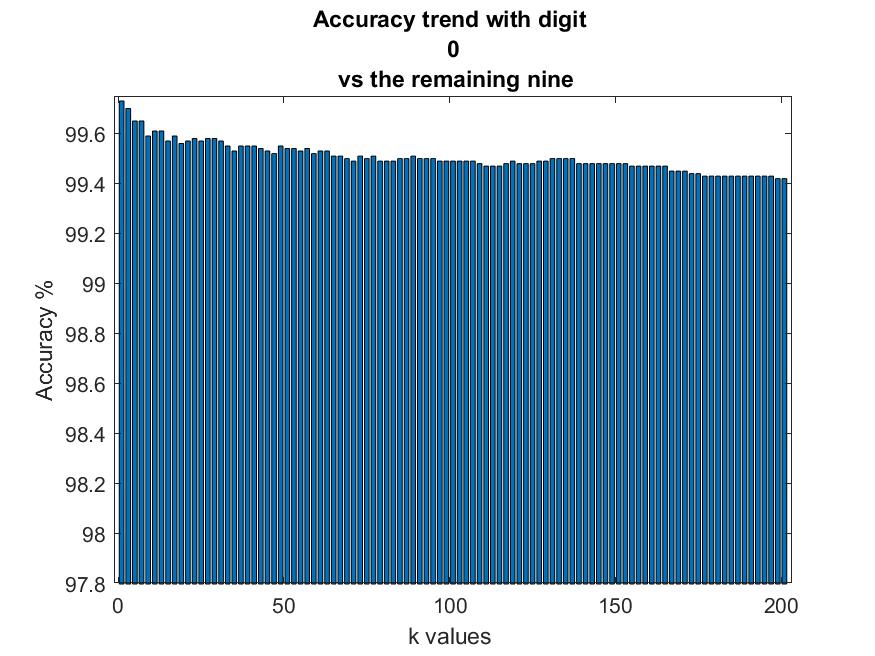 Accuracy trend with digit
0
vs the remaining nine
99.6
99.4
99.2
99
98.8
98.6
98.4
98.2
98
97.8
Accuracy %
0 50 100 150 200
k values